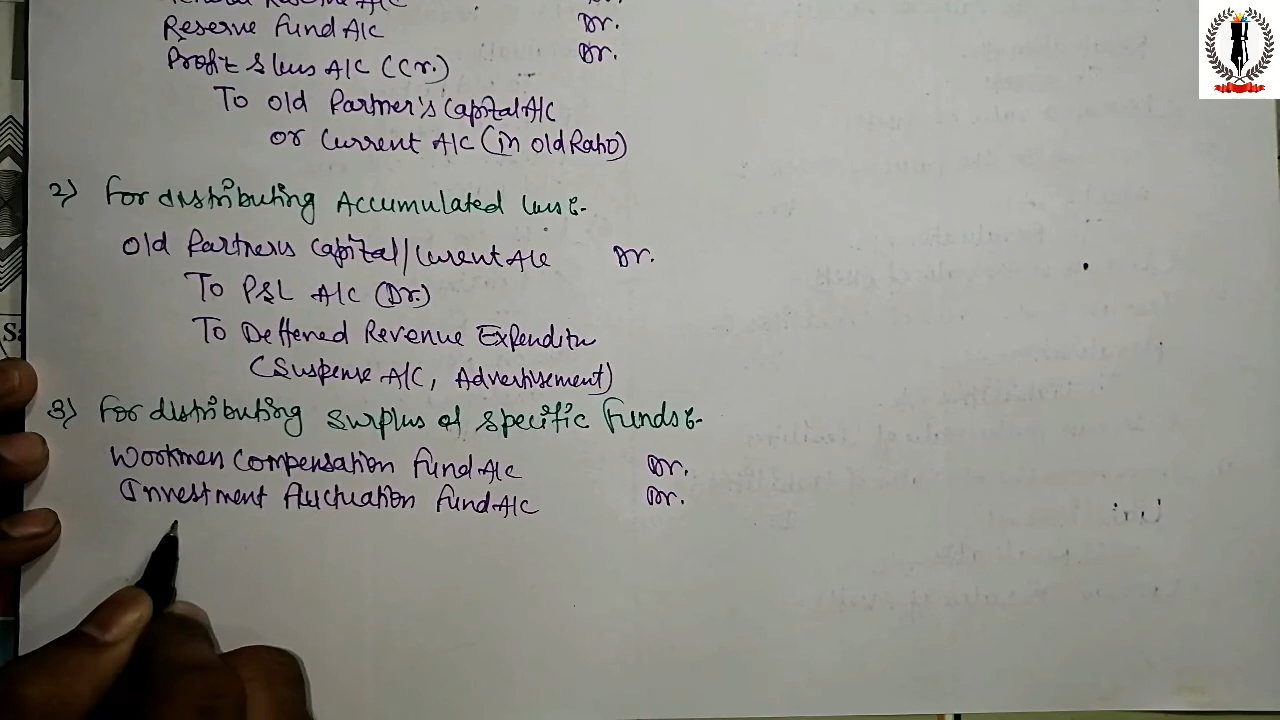 Reserve Fund A/c Dr.
Profit & Loss A/C (Cr.) Dr.
To Old Partner's Capital A/c
or Current A/C (in old Ratio)
2) For distributing Accumulated Loss:-
Old Partners Capital/Current A/c Dr.
To P&L A/c (Dr.)
To Deffered Revenue Expenditu
(Suspense A/C, Advertisement)
3) For distributing Surplus of Specific Funds:-
Workmen Compensation Fund A/c Dr.
Investment Fluctuation Fund A/c Dr.